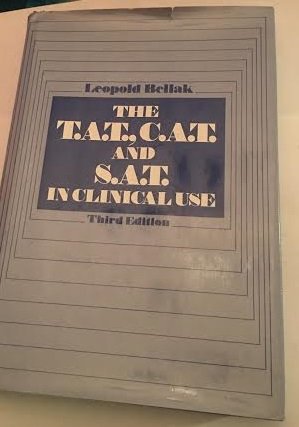 Leopold Bellak
THE
T.A.T., C.A.T.
AND
S.A.T.
IN CLINICAL USE
Third Edition